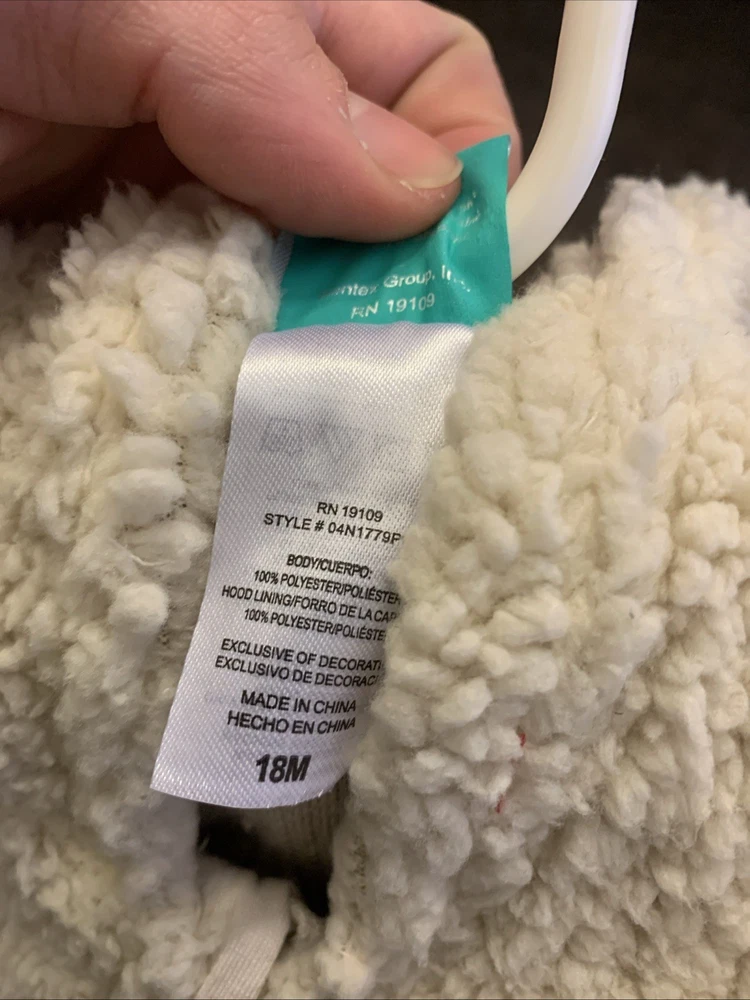 Group,
RN 19109
RN 19109
STYLE # 04N1779P
BODY/CUERPO:
100% POLYESTER/POLIÉSTER
HOOD LINING/FORRO DE LA CAP
100% POLYESTER/POLIÉSTE
EXCLUSIVE OF DECORATI
EXCLUSIVO DE DECORAC
MADE IN CHINA
HECHO EN CHINA
18M